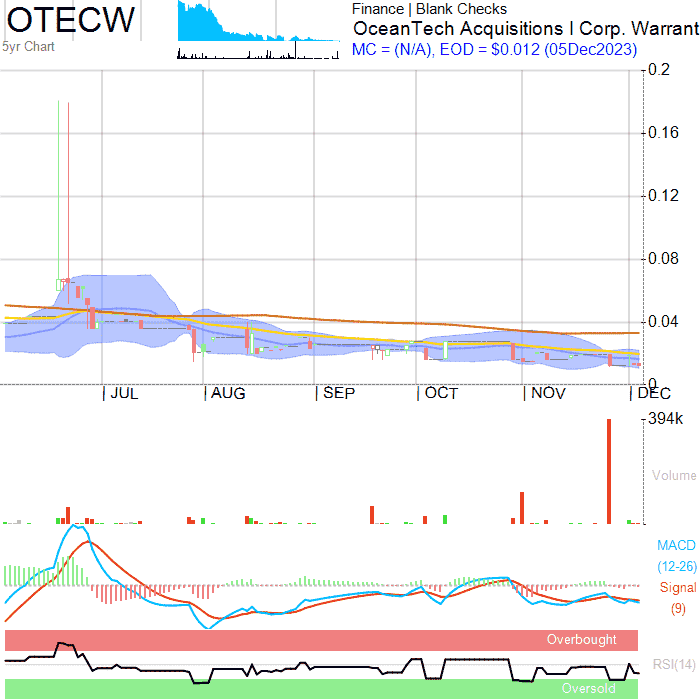 OTECW
5yr Chart
Finance | Blank Checks
OceanTech Acquisitions I Corp. Warrant
MC = (N/A), EOD = $0.012 (05Dec2023)
0.2
0.16
0.12
0.08
0.04
0
JUL
AUG
SEP
OCT
NOV
DEC
394k
Volume
MACD
(12-26)
Signal
(9)
Overbought
RSI(14)
Oversold